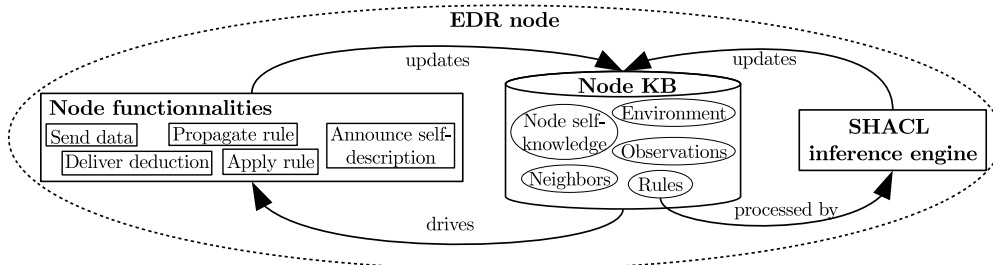 EDR node
updates
updates
Node functionnalities
Send data
Propagate rule
Announce self-
description
Deliver deduction
Apply rule
Node KB
Node self-
knowledge
Environment
Observations
Neighbors
Rules
SHACL
inference engine
drives
processed by